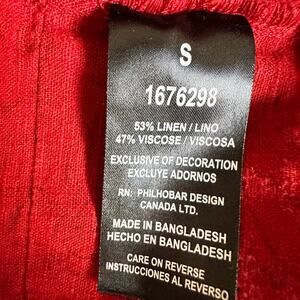 S
1676298
53% LINEN / LINO
47% VISCOSE / VISCOSA
EXCLUSIVE OF DECORATION
EXCLUYE ADORNOS
RN: PHILHOBAR DESIGN
CANADA LTD.
MADE IN BANGLADESH
HECHO EN BANGLADESH
CARE ON REVERSE
INSTRUCCIONES AL REVERSO